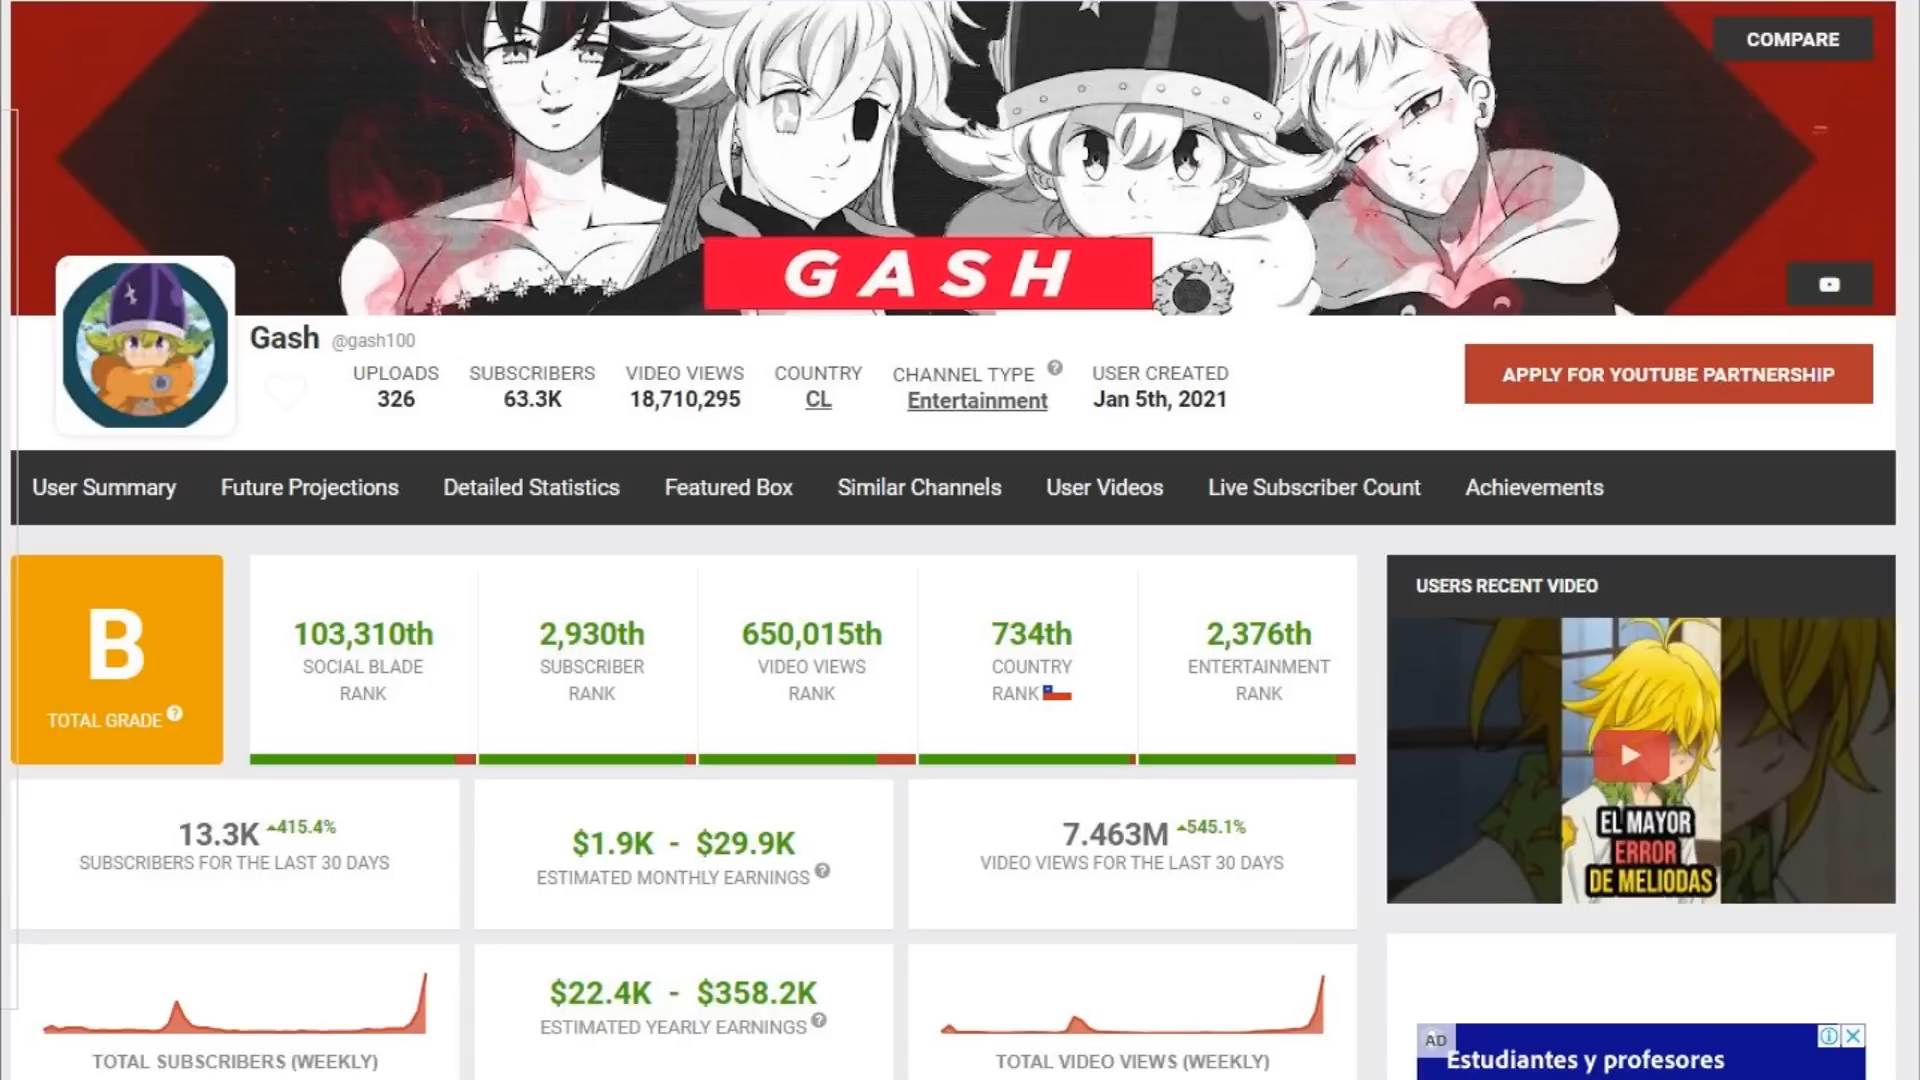 COMPARE
GASH
Gash @gash100
UPLOADS
326
SUBSCRIBERS
63.3K
VIDEO VIEWS
18,710,295
COUNTRY
CL
CHANNEL TYPE ?
Entertainment
USER CREATED
Jan 5th, 2021
APPLY FOR YOUTUBE PARTNERSHIP
User Summary
Future Projections
Detailed Statistics
Featured Box
Similar Channels
User Videos
Live Subscriber Count
Achievements
B
TOTAL GRADE ?
103,310th
SOCIAL BLADE
RANK
2,930th
SUBSCRIBER
RANK
650,015th
VIDEO VIEWS
RANK
734th
COUNTRY
RANK
2,376th
ENTERTAINMENT
RANK
USERS RECENT VIDEO
EL MAYOR
ERROR
DE MELIODAS
13.3K 415.4%
SUBSCRIBERS FOR THE LAST 30 DAYS
$1.9K - $29.9K
ESTIMATED MONTHLY EARNINGS ?
7.463M 545.1%
VIDEO VIEWS FOR THE LAST 30 DAYS
TOTAL SUBSCRIBERS (WEEKLY)
$22.4K - $358.2K
ESTIMATED YEARLY EARNINGS ?
TOTAL VIDEO VIEWS (WEEKLY)
AD
Estudiantes y profesores